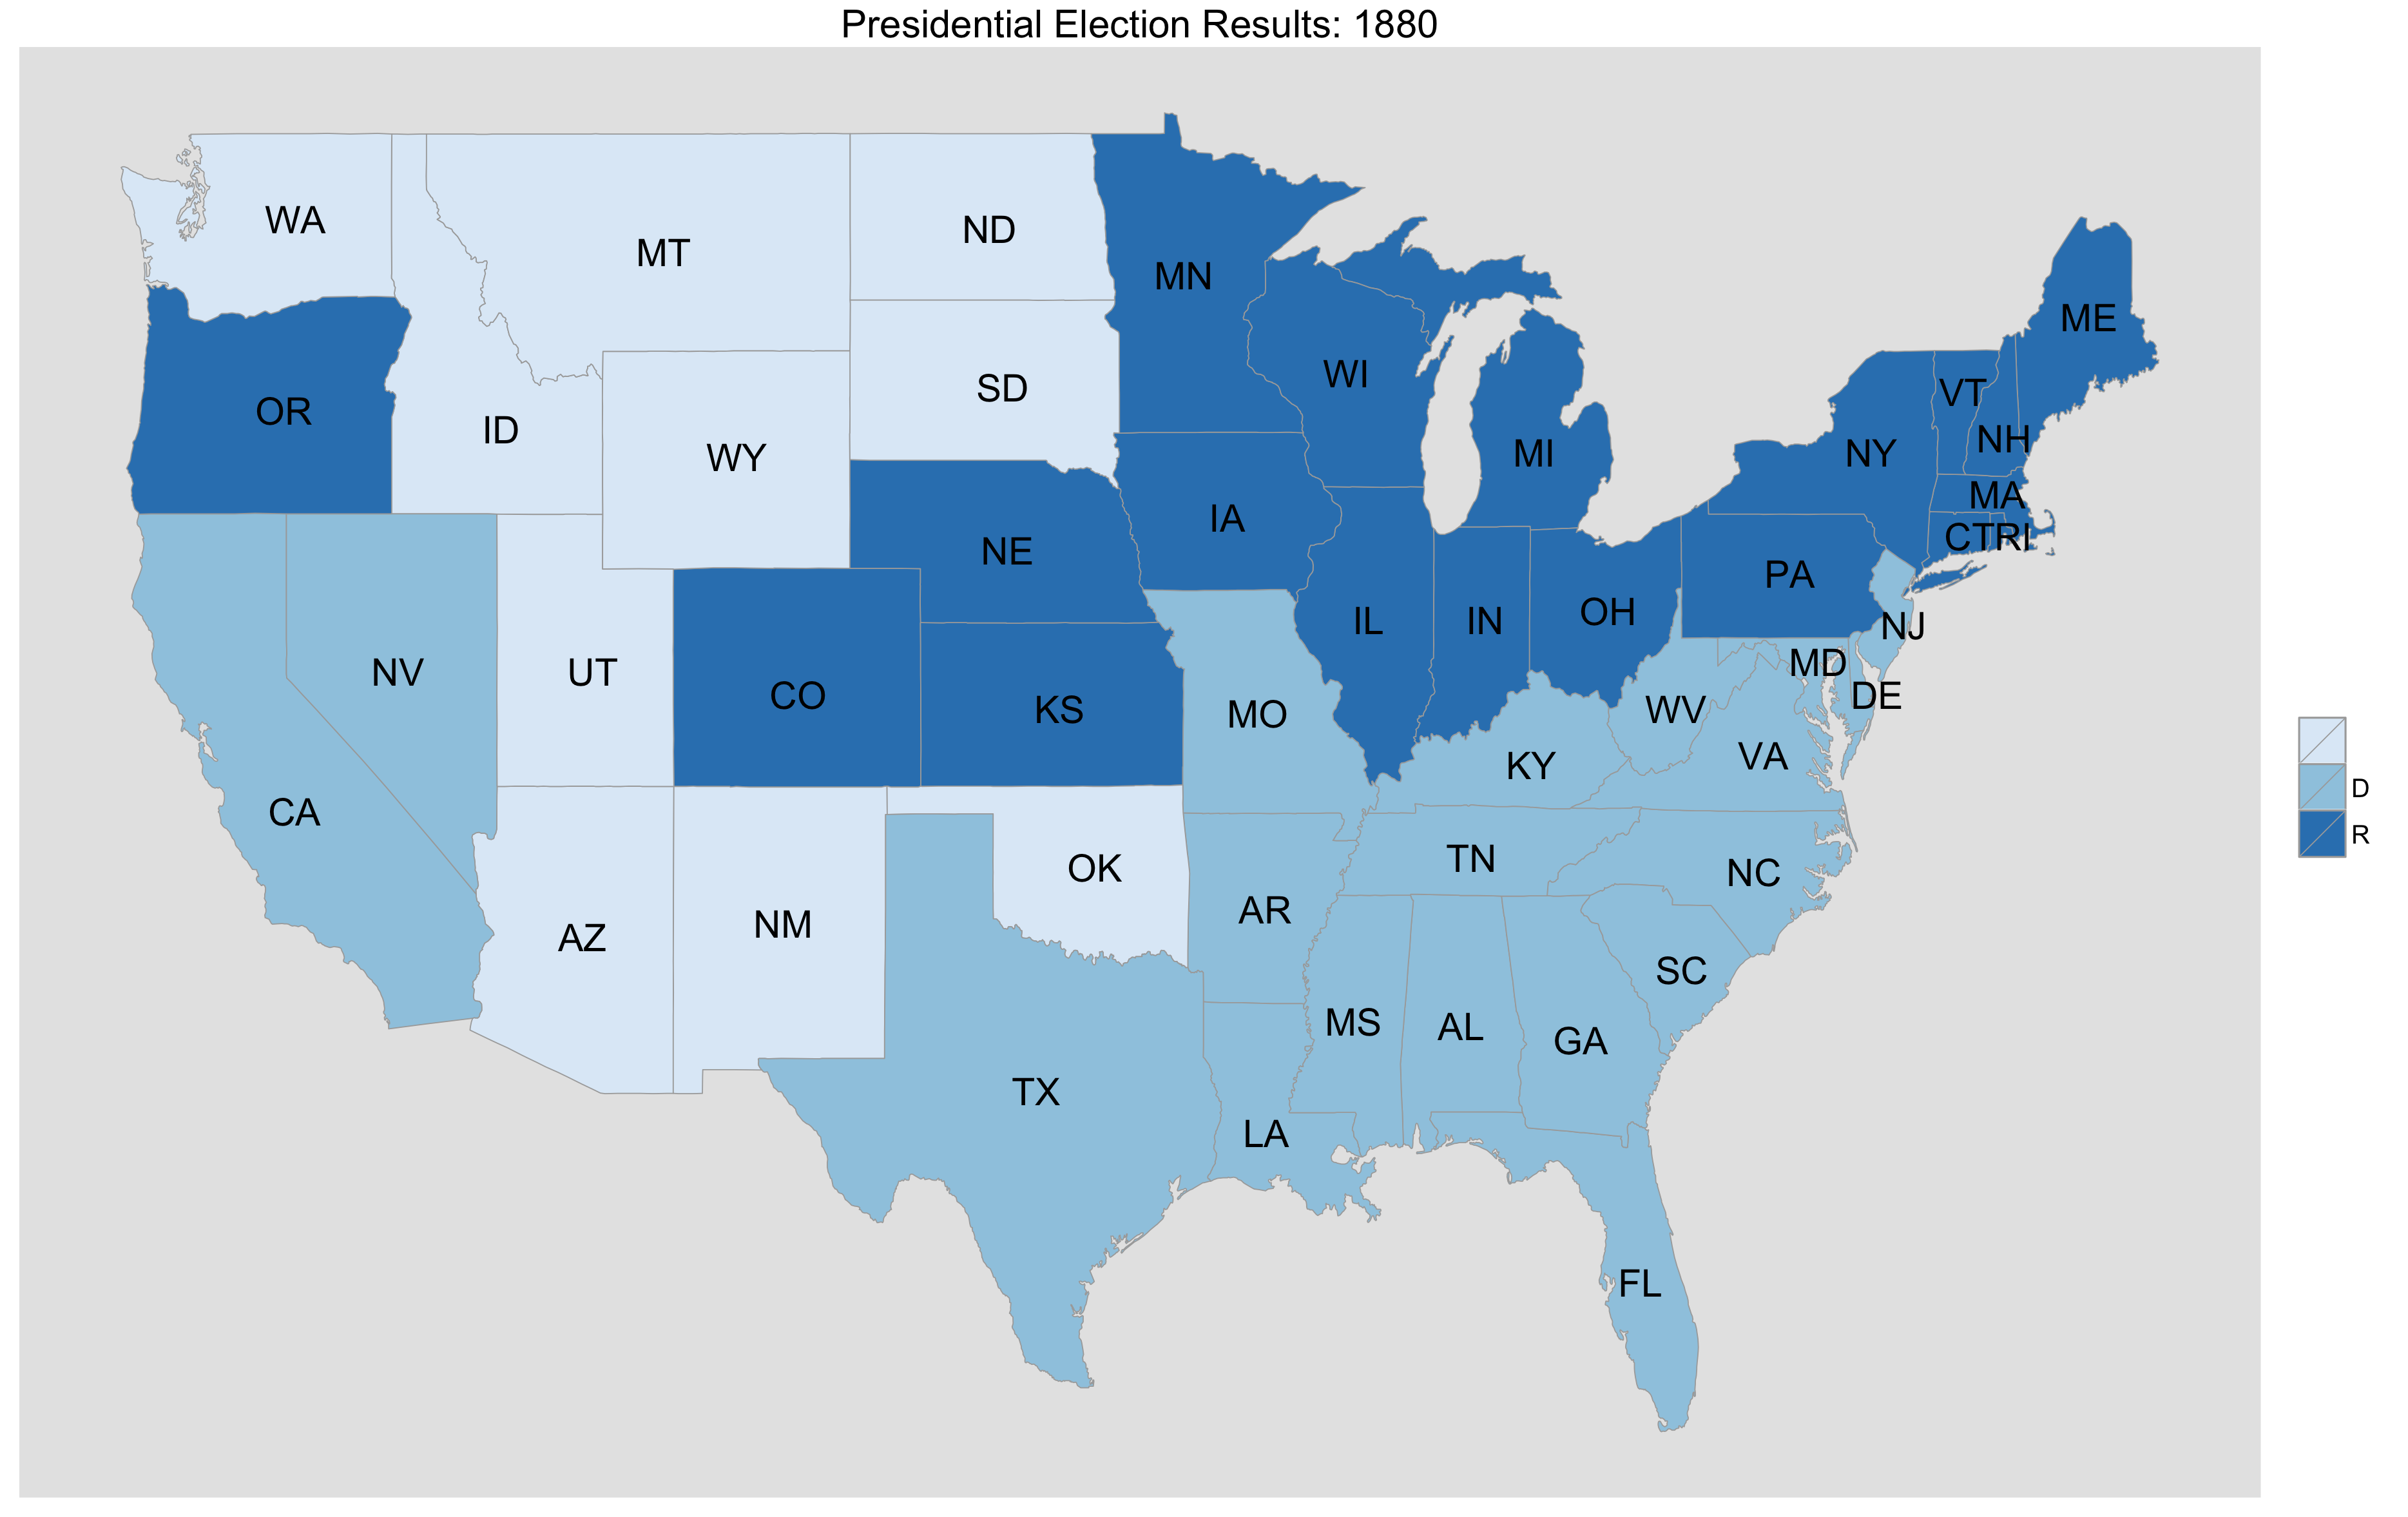 Presidential Election Results: 1880
WA
MT
ND
MN
ME
OR
ID
SD
WI
VT
NH
WY
MI
NY
MA
IA
CT
RI
NE
PA
IL
IN
OH
NJ
NV
UT
CO
KS
MO
WV
MD
DE
KY
VA
D
CA
R
TN
NC
OK
AR
AZ
NM
SC
MS
AL
GA
TX
LA
FL